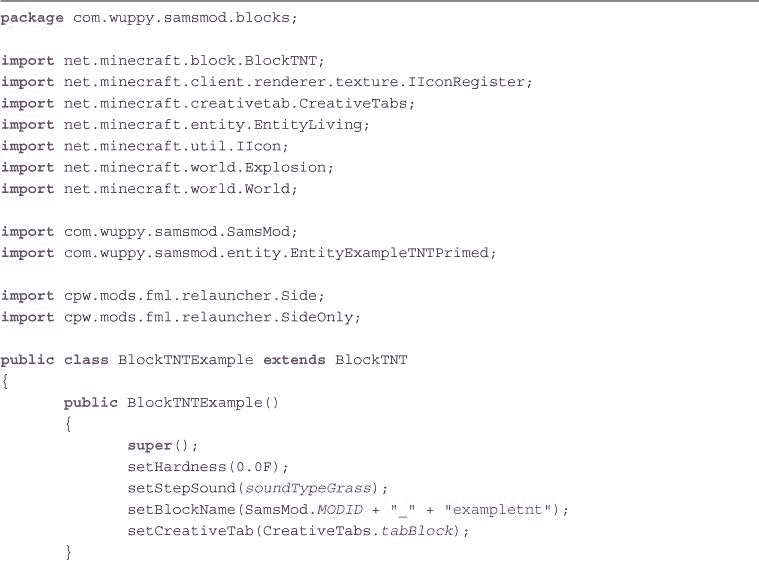 package com.wuppy.samsmod.blocks;
import net.minecraft.block.BlockTNT;
import net.minecraft.client.renderer.texture.IIconRegister;
import net.minecraft.creativetab.CreativeTabs;
import net.minecraft.entity.EntityLiving;
import net.minecraft.util.IIcon;
import net.minecraft.world.Explosion;
import net.minecraft.world.World;
import com.wuppy.samsmod.SamsMod;
import com.wuppy.samsmod.entity.EntityExampleTNTPrimed;
import cpw.mods.fml.relauncher.Side;
import cpw.mods.fml.relauncher.SideOnly;
public class BlockTNTExample extends BlockTNT
{
public BlockTNTExample()
{
super();
setHardness(0.0F);
setStepSound(soundTypeGrass);
setBlockName(SamsMod.MODID + "_" + "exampletnt");
setCreativeTab(CreativeTabs.tabBlock);
}